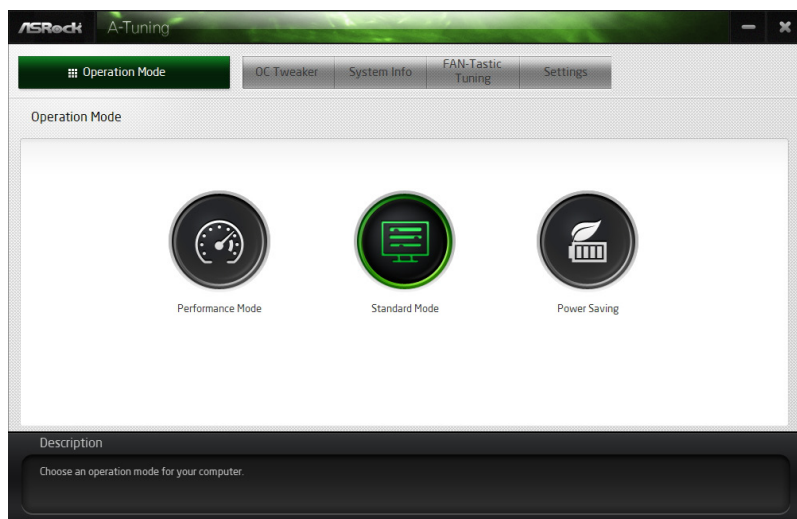 ASRock A-Tuning
Operation Mode OC Tweaker System Info FAN-Tastic
Tuning Settings
Operation Mode
Performance Mode Standard Mode Power Saving
Description
Choose an operation mode for your computer.